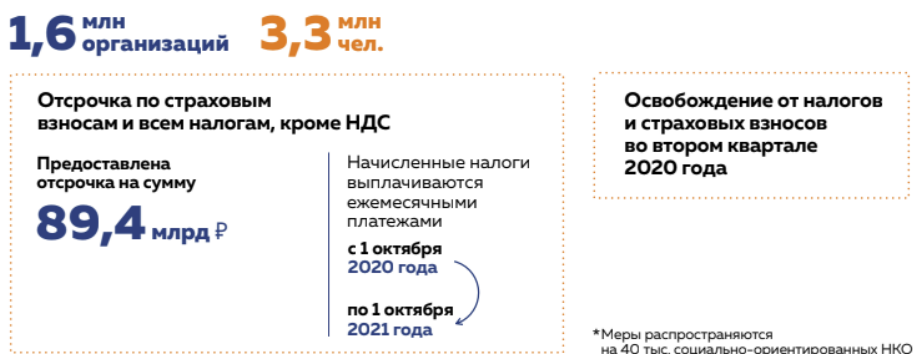 1,6 млн организаций
3,3 млн чел.
Отсрочка по страховым
взносам и всем налогам, кроме НДС
Предоставлена
отсрочка на сумму
89,4 млрд ₽
Начисленные налоги
выплачиваются
ежемесячными
платежами
с 1 октября
2020 года
по 1 октября
2021 года
Освобождение от налогов
и страховых взносов
во втором квартале
2020 года
*Меры распространяются
на 40 тыс. социально-ориентированных НКО